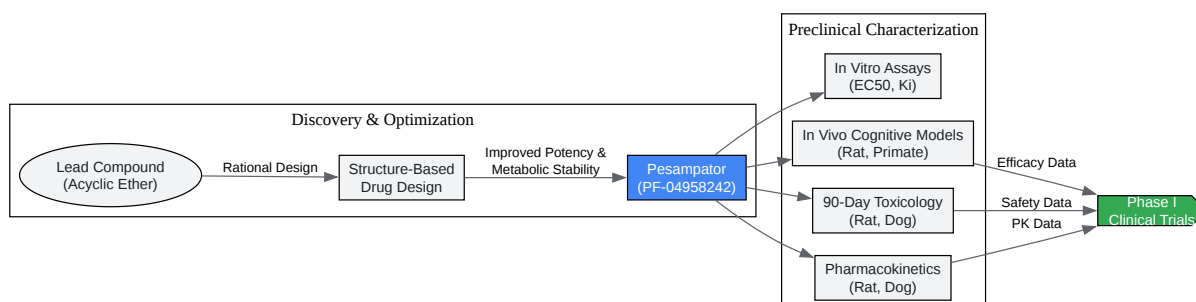 Discovery & Optimization
Lead Compound
(Acyclic Ether)
Rational Design
Structure-Based
Drug Design
Improved Potency &
Metabolic Stability
Pesampator
(PF-04958242)
Preclinical Characterization
In Vitro Assays
(EC50, Ki)
In Vivo Cognitive Models
(Rat, Primate)
90-Day Toxicology
(Rat, Dog)
Pharmacokinetics
(Rat, Dog)
Efficacy Data
Safety Data
PK Data
Phase I
Clinical Trials